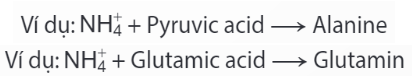 Ví dụ: NH₄⁺ + Pyruvic acid ⟶ Alanine
Ví dụ: NH₄⁺ + Glutamic acid ⟶ Glutamin